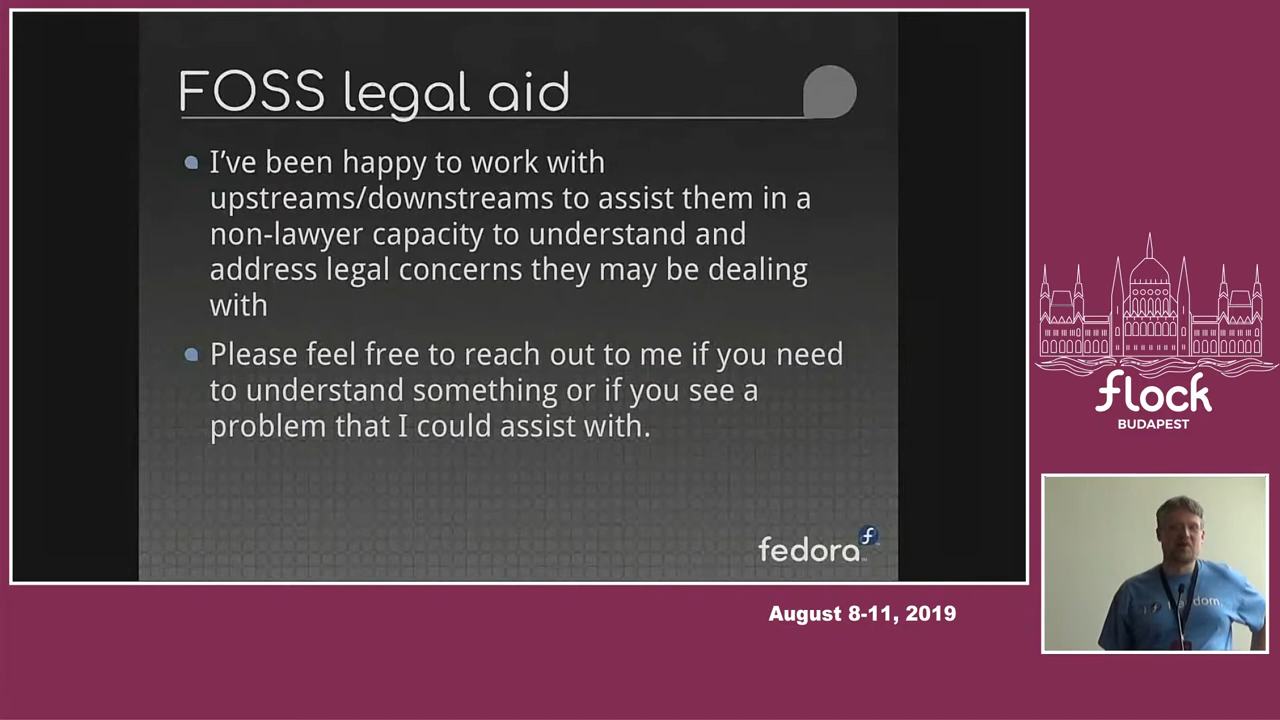 FOSS legal aid
I’ve been happy to work with
upstreams/downstreams to assist them in a
non-lawyer capacity to understand and
address legal concerns they may be dealing
with
Please feel free to reach out to me if you need
to understand something or if you see a
problem that I could assist with.
fedora
flock
BUDAPEST
August 8-11, 2019